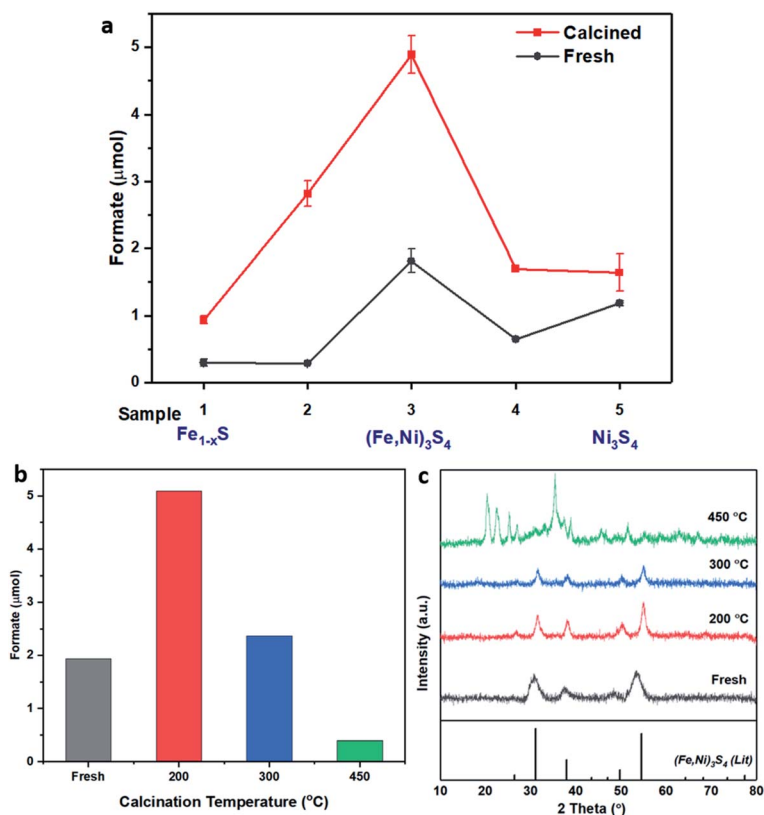 a
Calcined
Fresh
Formate (µmol)
5
4
3
2
1
0
Sample 1 2 3 4 5
Fe1-xS (Fe,Ni)3S4 Ni3S4
b
Formate (µmol)
5
4
3
2
1
0
Fresh 200 300 450
Calcination Temperature (°C)
c
Intensity (a.u.)
450 °C
300 °C
200 °C
Fresh
(Fe,Ni)3S4 (Lit)
10 20 30 40 50 60 70 80
2 Theta (°)